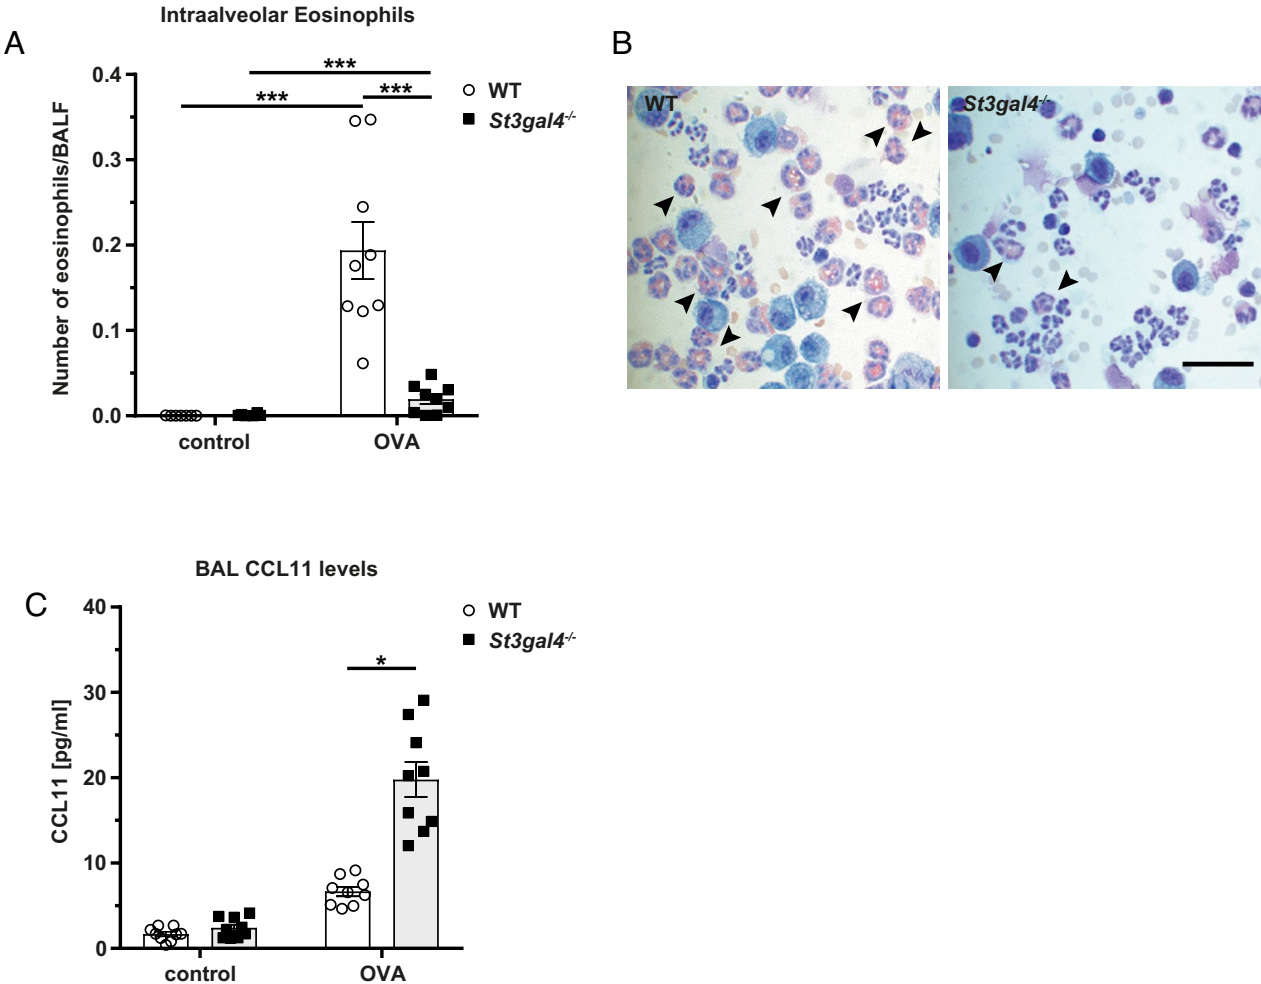 Intraalveolar Eosinophils
A
B
***
***
***
0.4
0.3
0.2
0.1
0.0
Number of eosinophils/BALF
WT
St3gal4-/-
control
OVA
WT
St3gal4-/-
BAL CCL11 levels
C
40
30
20
10
0
CCL11 [pg/ml]
*
WT
St3gal4-/-
control
OVA